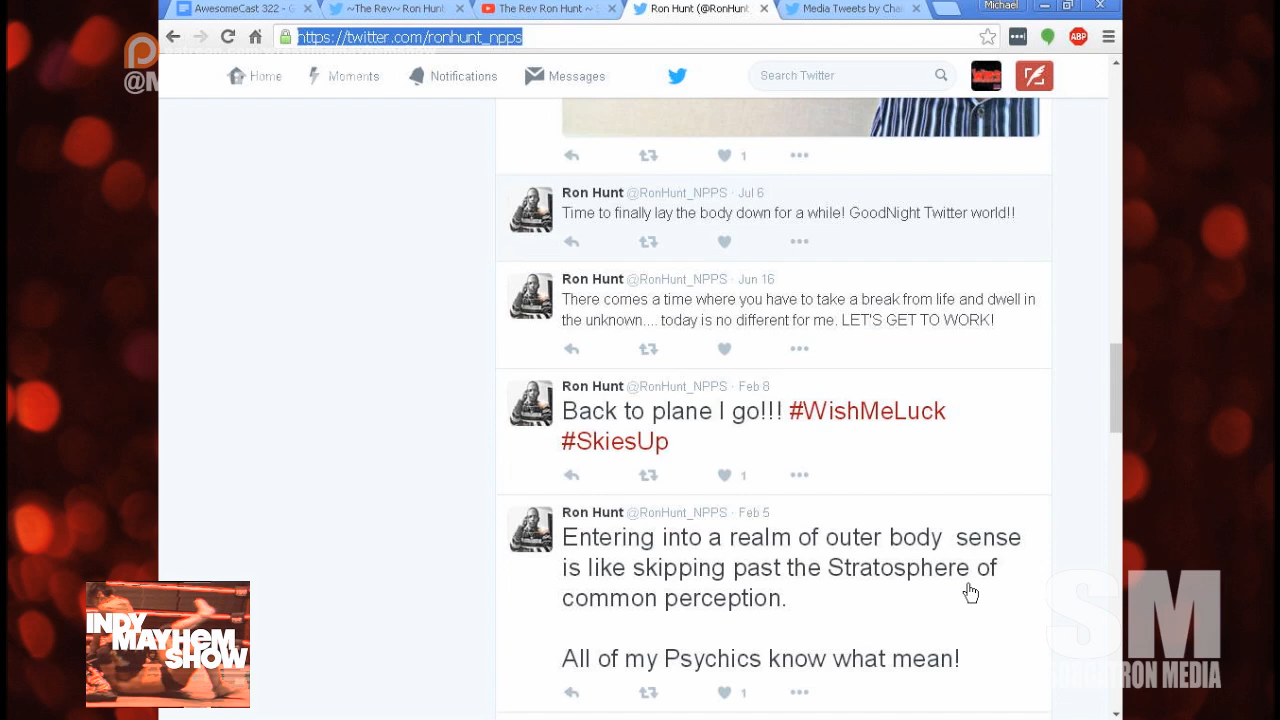 AwesomeCast 322 - G
~The Rev~ Ron Hunt
The Rev Ron Hunt ~
Ron Hunt (@RonHunt
Media Tweets by Cha
Michael
https://twitter.com/ronhunt_npps
ABP
@M
Home
Moments
Notifications
Messages
Search Twitter
1
Ron Hunt @RonHunt_NPPS · Jul 6
Time to finally lay the body down for a while! GoodNight Twitter world!!
Ron Hunt @RonHunt_NPPS · Jun 16
There comes a time where you have to take a break from life and dwell in
the unknown.... today is no different for me. LET'S GET TO WORK!
Ron Hunt @RonHunt_NPPS · Feb 8
Back to plane I go!!! #WishMeLuck
#SkiesUp
1
Ron Hunt @RonHunt_NPPS · Feb 5
Entering into a realm of outer body sense
is like skipping past the Stratosphere of
common perception.
All of my Psychics know what mean!
1
INDY
MAYHEM
SHOW
SM
SORGATRON MEDIA